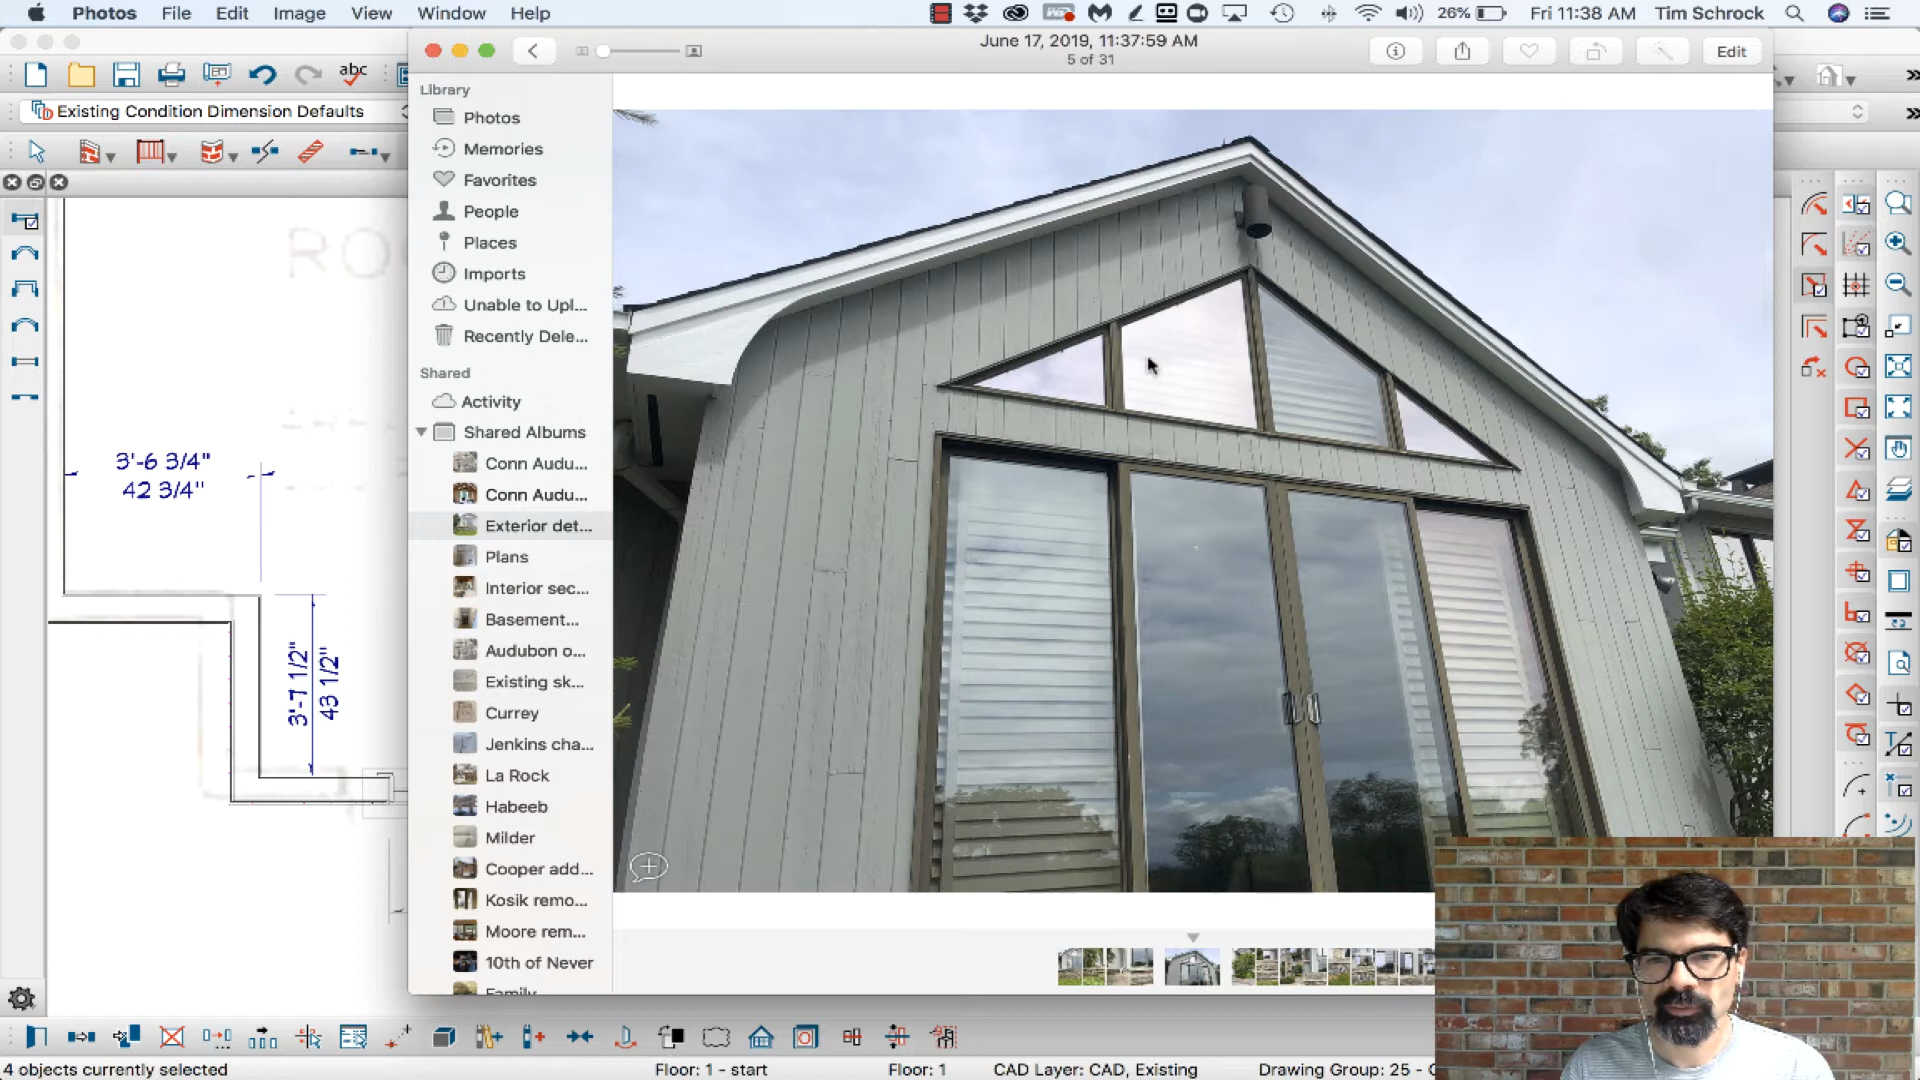 Photos File Edit Image View Window Help 26% Fri 11:38 AM Tim Schrock
June 17, 2019, 11:37:59 AM
5 of 31
Edit
abc
Existing Condition Dimension Defaults
Library
Photos
Memories
Favorites
People
Places
Imports
Unable to Upl...
Recently Dele...
Shared
Activity
Shared Albums
Conn Audu...
Conn Audu...
Exterior det...
Plans
Interior sec...
Basement...
Audubon o...
Existing sk...
Currey
Jenkins cha...
La Rock
Habeeb
Milder
Cooper add...
Kosik remo...
Moore rem...
10th of Never
Family
3'-6 3/4"
42 3/4"
3'-7 1/2"
43 1/2"
4 objects currently selected Floor: 1 - start Floor: 1 CAD Layer: CAD, Existing Drawing Group: 25 -